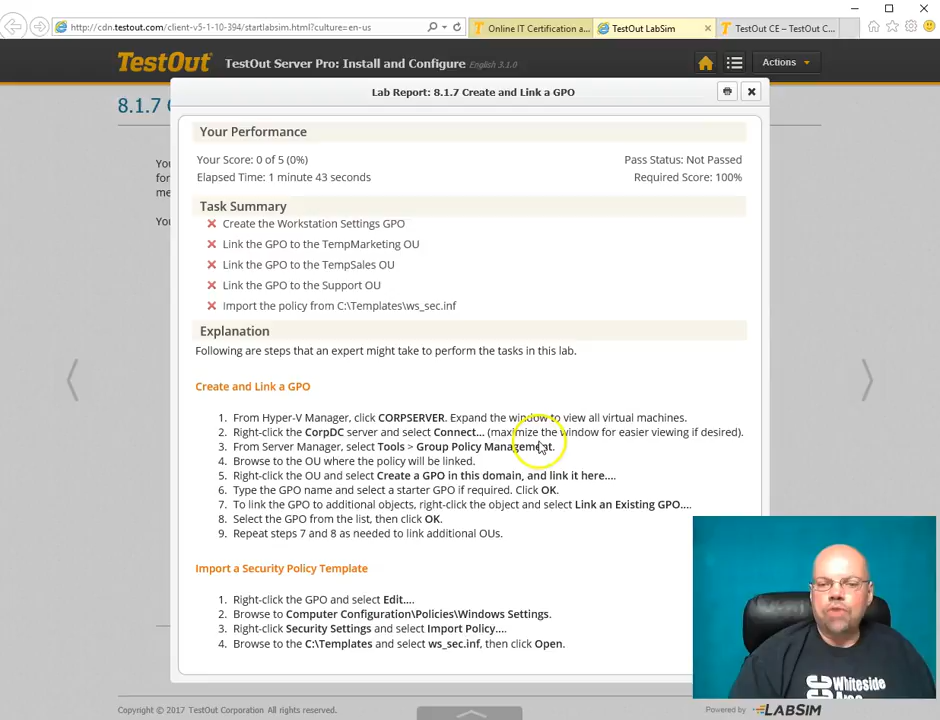 http://cdn.testout.com/client-v5-1-10-394/startlabsim.html?culture=en-us
Online IT Certification a...
TestOut LabSim
TestOut CE – TestOut C...
TestOut
TestOut Server Pro: Install and Configure English 3.1.0
Actions
8.1.7
Lab Report: 8.1.7 Create and Link a GPO
Your Performance
Your Score: 0 of 5 (0%)
Pass Status: Not Passed
Elapsed Time: 1 minute 43 seconds
Required Score: 100%
Task Summary
Create the Workstation Settings GPO
Link the GPO to the TempMarketing OU
Link the GPO to the TempSales OU
Link the GPO to the Support OU
Import the policy from C:\Templates\ws_sec.inf
Explanation
Following are steps that an expert might take to perform the tasks in this lab.
Create and Link a GPO
1. From Hyper-V Manager, click CORPSERVER. Expand the window to view all virtual machines.
2. Right-click the CorpDC server and select Connect... (maximize the window for easier viewing if desired).
3. From Server Manager, select Tools > Group Policy Management.
4. Browse to the OU where the policy will be linked.
5. Right-click the OU and select Create a GPO in this domain, and link it here....
6. Type the GPO name and select a starter GPO if required. Click OK.
7. To link the GPO to additional objects, right-click the object and select Link an Existing GPO....
8. Select the GPO from the list, then click OK.
9. Repeat steps 7 and 8 as needed to link additional OUs.
Import a Security Policy Template
1. Right-click the GPO and select Edit....
2. Browse to Computer Configuration\Policies\Windows Settings.
3. Right-click Security Settings and select Import Policy....
4. Browse to the C:\Templates and select ws_sec.inf, then click Open.
Whiteside
Copyright © 2017 TestOut Corporation All rights reserved.
Powered by LABSIM